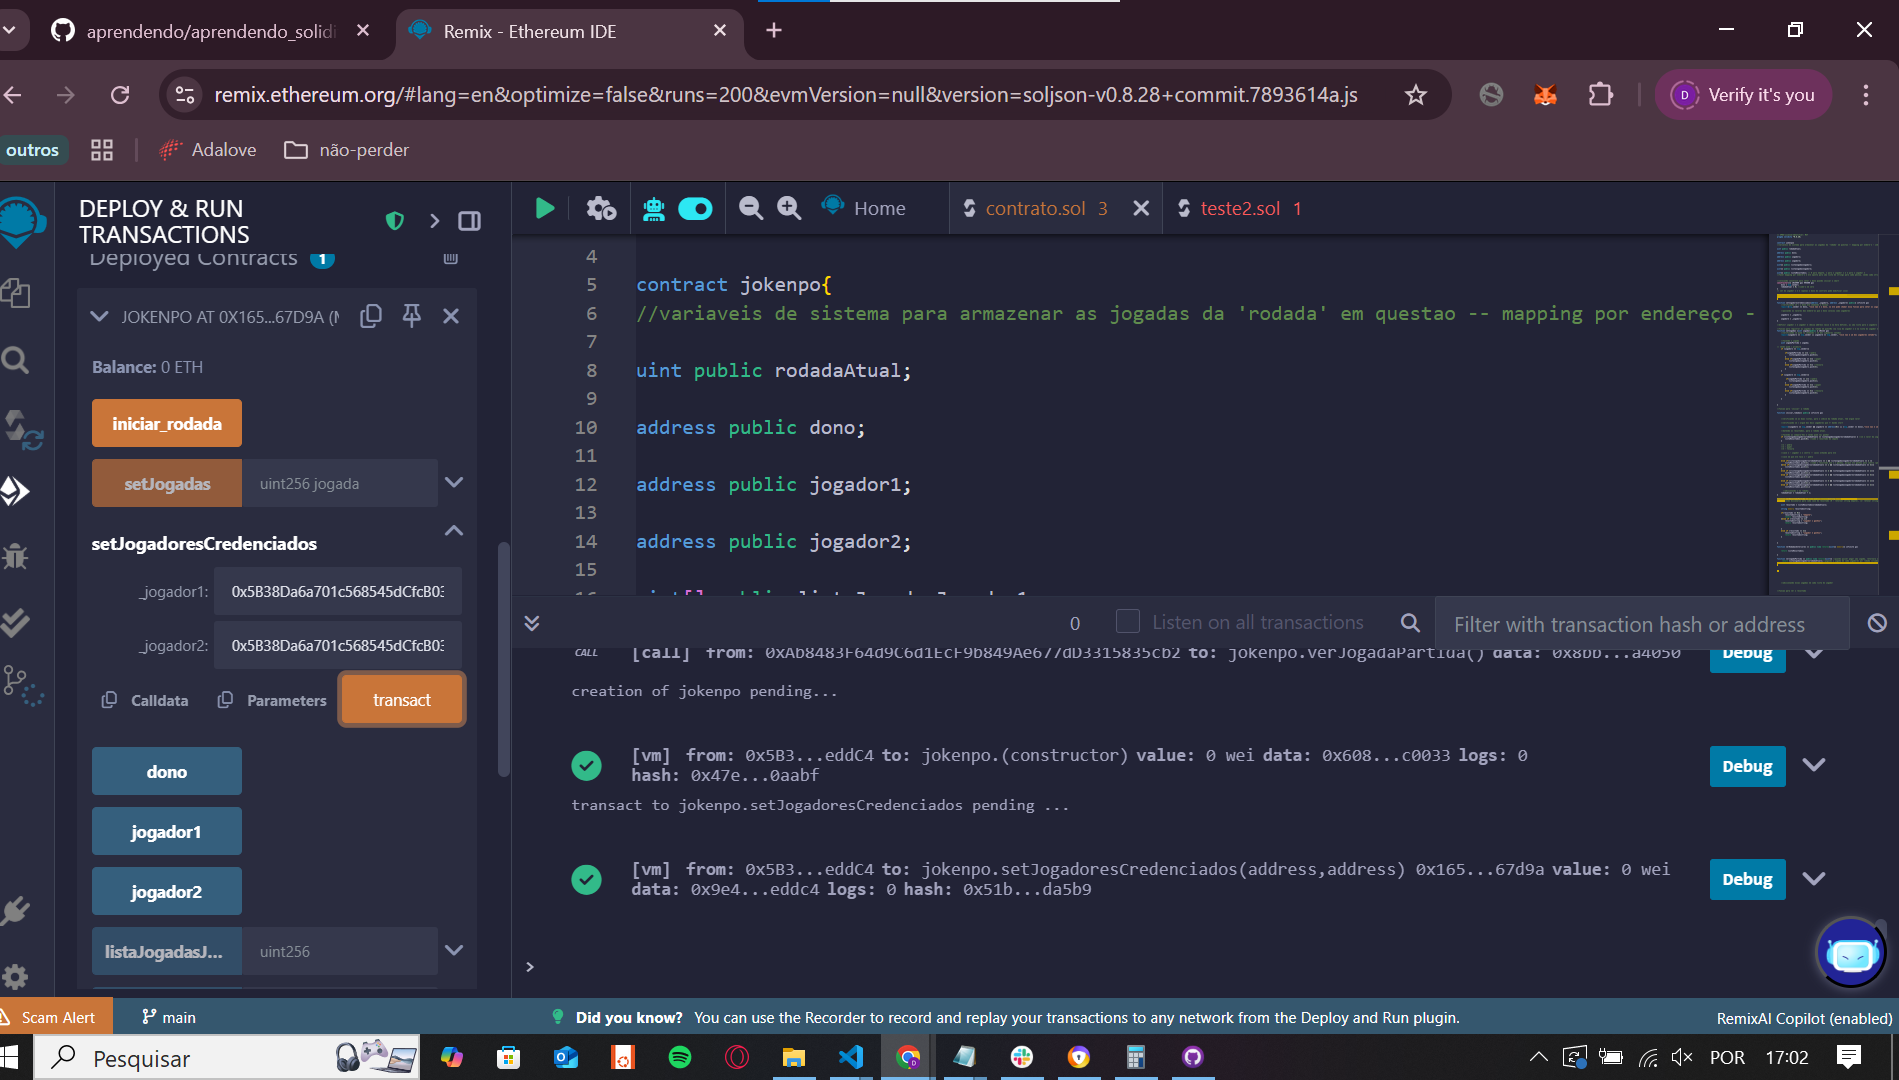 aprendendo/aprendendo_solidi
Remix - Ethereum IDE
remix.ethereum.org/#lang=en&optimize=false&runs=200&evmVersion=null&version=soljson-v0.8.28+commit.7893614a.js
D
Verify it's you
outros
Adalove
não-perder
DEPLOY & RUN
TRANSACTIONS
Deployed Contracts 1
JOKENPO AT 0X165...67D9A (M
Balance: 0 ETH
iniciar_rodada
setJogadas
uint256 jogada
setJogadoresCredenciados
_jogador1:
0x5B38Da6a701c568545dCfcB03
_jogador2:
0x5B38Da6a701c568545dCfcB03
Calldata
Parameters
transact
dono
jogador1
jogador2
listaJogadasJ...
uint256
Home
contrato.sol 3
teste2.sol 1
4
5 contract jokenpo{
6 //variaveis de sistema para armazenar as jogadas da 'rodada' em questao -- mapping por endereço -
7
8 uint public rodadaAtual;
9
10 address public dono;
11
12 address public jogador1;
13
14 address public jogador2;
15
0
Listen on all transactions
Filter with transaction hash or address
CALL [call] from: 0xAb8483F64d9C6d1EcF9b849Ae677dD3315835cb2 to: jokenpo.verJogadaPartida() data: 0x8bb...a4050
Debug
creation of jokenpo pending...
[vm] from: 0x5B3...eddC4 to: jokenpo.(constructor) value: 0 wei data: 0x608...c0033 logs: 0
hash: 0x47e...0aabf
Debug
transact to jokenpo.setJogadoresCredenciados pending ...
[vm] from: 0x5B3...eddC4 to: jokenpo.setJogadoresCredenciados(address,address) 0x165...67d9a value: 0 wei
data: 0x9e4...eddc4 logs: 0 hash: 0x51b...da5b9
Debug
>
Scam Alert
main
Did you know? You can use the Recorder to record and replay your transactions to any network from the Deploy and Run plugin.
RemixAI Copilot (enabled)
Pesquisar
POR
17:02